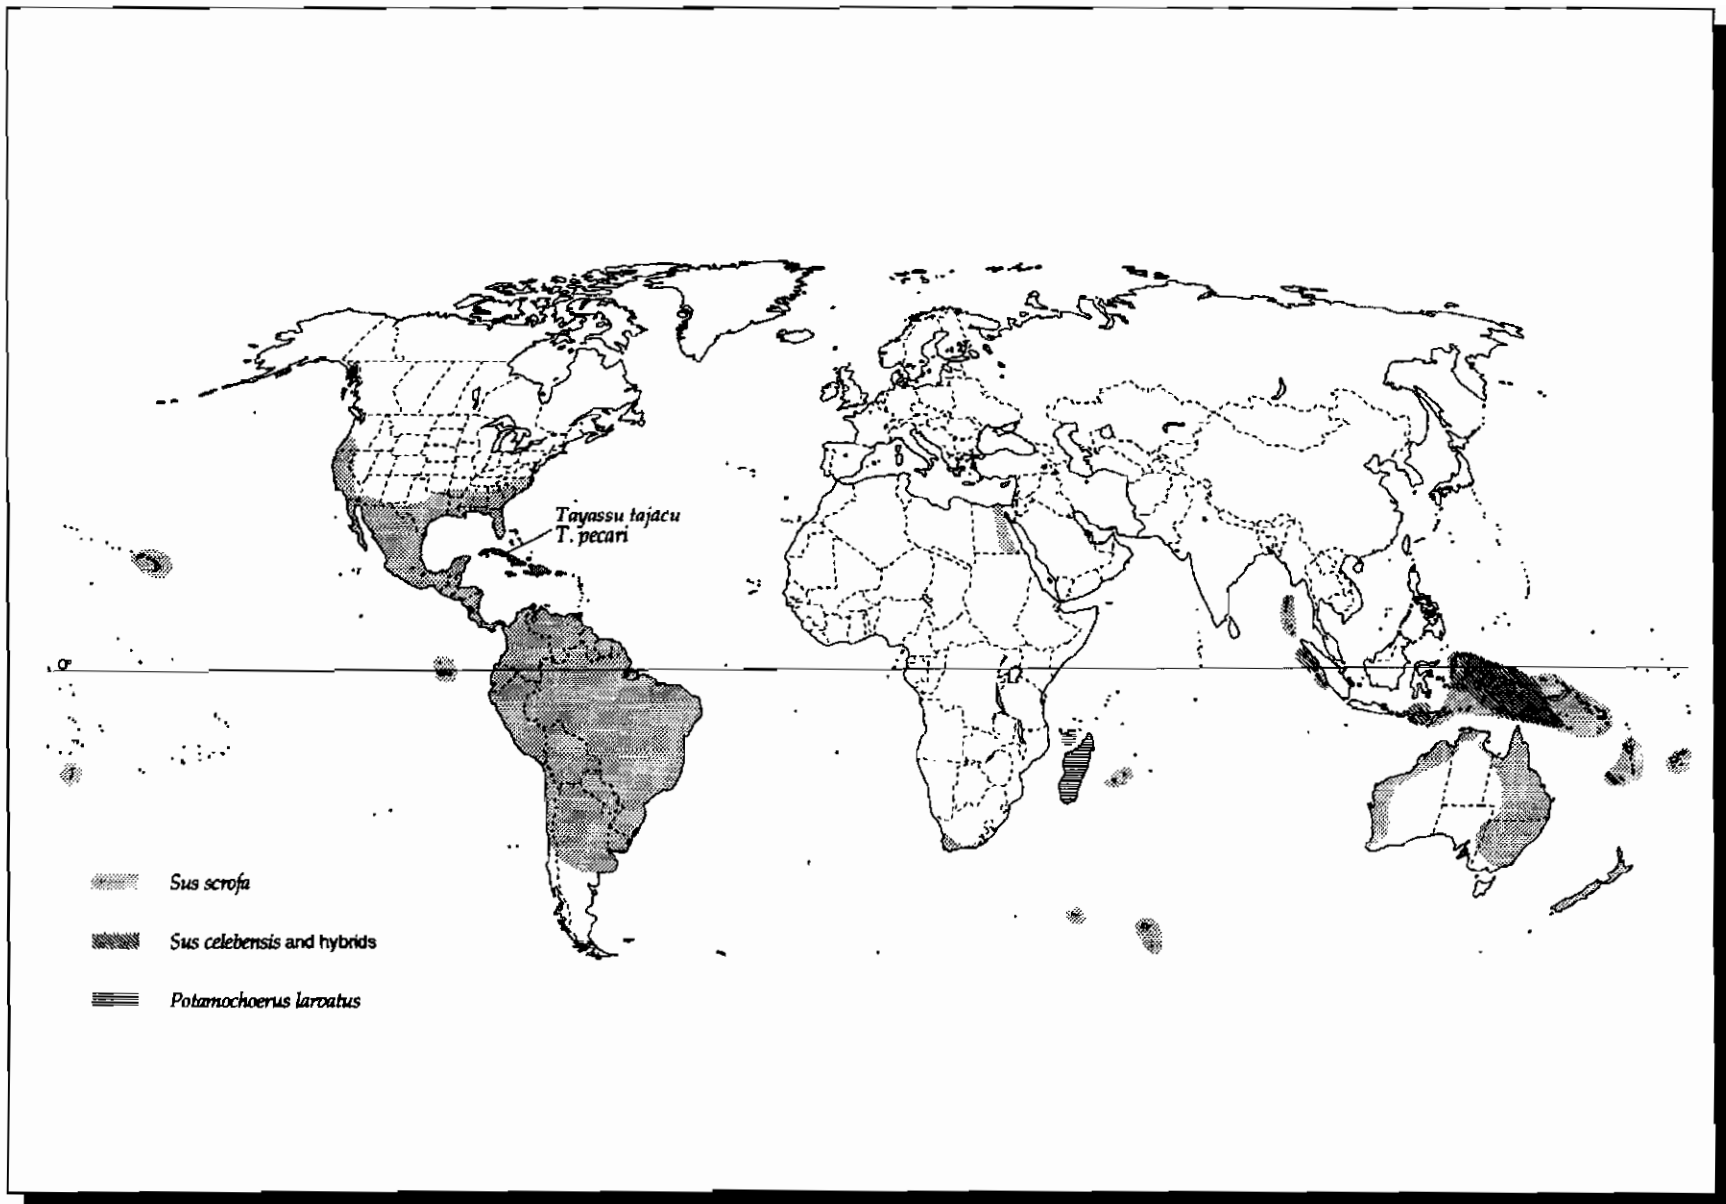 Tayassu tajacu
T. pecari
0°
Sus scrofa
Sus celebensis and hybrids
Potamochoerus larvatus